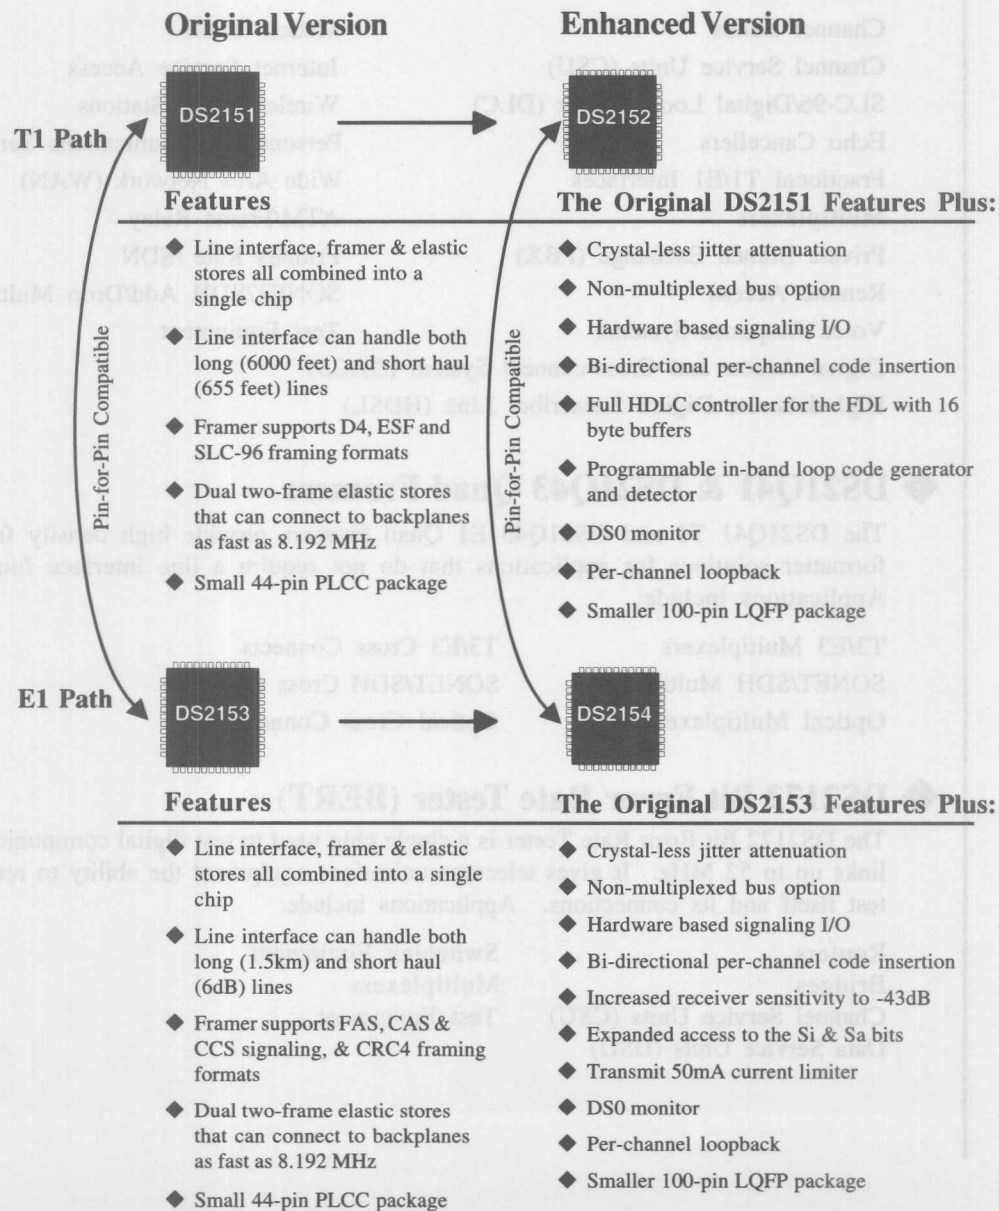 Original Version
Enhanced Version
DS2151
DS2152
T1 Path
Features
Line interface, framer & elastic
stores all combined into a
single chip
Line interface can handle both
long (6000 feet) and short haul
(655 feet) lines
Framer supports D4, ESF and
SLC-96 framing formats
Dual two-frame elastic stores
that can connect to backplanes
as fast as 8.192 MHz
Small 44-pin PLCC package
The Original DS2151 Features Plus:
Crystal-less jitter attenuation
Non-multiplexed bus option
Hardware based signaling I/O
Bi-directional per-channel code insertion
Full HDLC controller for the FDL with 16
byte buffers
Programmable in-band loop code generator
and detector
DS0 monitor
Per-channel loopback
Smaller 100-pin LQFP package
Pin-for-Pin Compatible
Pin-for-Pin Compatible
E1 Path
DS2153
DS2154
Features
Line interface, framer & elastic
stores all combined into a single
chip
Line interface can handle both
long (1.5km) and short haul
(6dB) lines
Framer supports FAS, CAS &
CCS signaling, & CRC4 framing
formats
Dual two-frame elastic stores
that can connect to backplanes
as fast as 8.192 MHz
Small 44-pin PLCC package
The Original DS2153 Features Plus:
Crystal-less jitter attenuation
Non-multiplexed bus option
Hardware based signaling I/O
Bi-directional per-channel code insertion
Increased receiver sensitivity to -43dB
Expanded access to the Si & Sa bits
Transmit 50mA current limiter
DS0 monitor
Per-channel loopback
Smaller 100-pin LQFP package